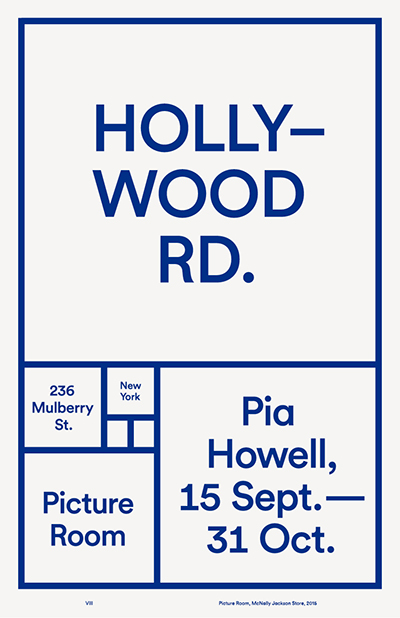 HOLLY–
WOOD
RD.
236
Mulberry
St.
New
York
Picture
Room
Pia
Howell,
15 Sept.—
31 Oct.
VIII
Picture Room, McNally Jackson Store, 2015